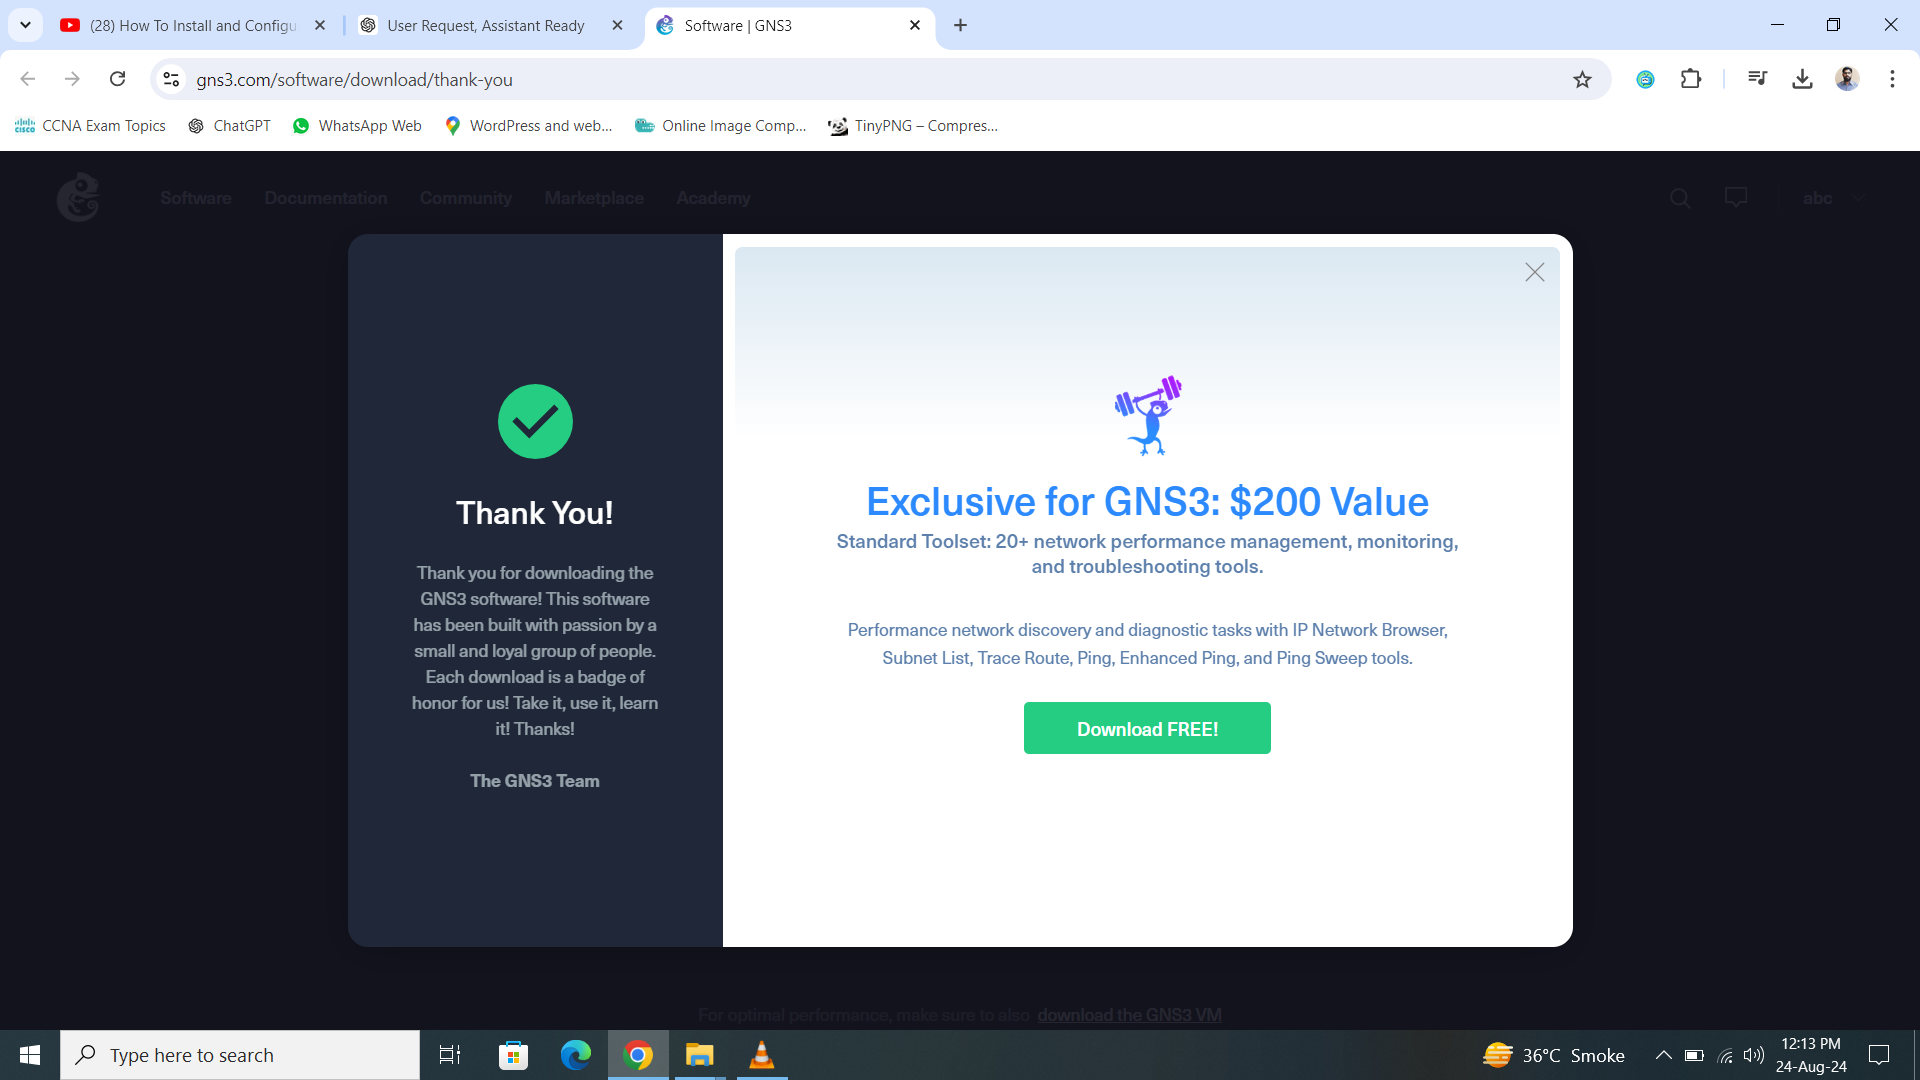 (28) How To Install and Configu
User Request, Assistant Ready
Software | GNS3
gns3.com/software/download/thank-you
CCNA Exam Topics
ChatGPT
WhatsApp Web
WordPress and web...
Online Image Comp...
TinyPNG – Compres...
Software
Documentation
Community
Marketplace
Academy
abc
Thank You!
Thank you for downloading the
GNS3 software! This software
has been built with passion by a
small and loyal group of people.
Each download is a badge of
honor for us! Take it, use it, learn
it! Thanks!
The GNS3 Team
Exclusive for GNS3: $200 Value
Standard Toolset: 20+ network performance management, monitoring,
and troubleshooting tools.
Performance network discovery and diagnostic tasks with IP Network Browser,
Subnet List, Trace Route, Ping, Enhanced Ping, and Ping Sweep tools.
Download FREE!
For optimal performance, make sure to also download the GNS3 VM
Type here to search
36°C Smoke
12:13 PM
24-Aug-24